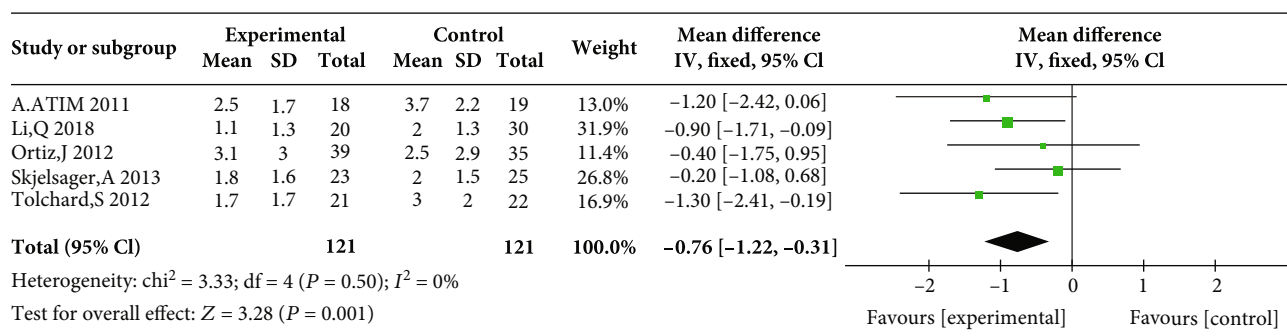 Study or subgroup Experimental Control Weight Mean difference Mean difference
Mean SD Total Mean SD Total IV, fixed, 95% Cl IV, fixed, 95% Cl
A.ATIM 2011 2.5 1.7 18 3.7 2.2 19 13.0% −1.20 [−2.42, 0.06]
Li,Q 2018 1.1 1.3 20 2 1.3 30 31.9% −0.90 [−1.71, −0.09]
Ortiz,J 2012 3.1 3 39 2.5 2.9 35 11.4% −0.40 [−1.75, 0.95]
Skjelsager,A 2013 1.8 1.6 23 2 1.5 25 26.8% −0.20 [−1.08, 0.68]
Tolchard,S 2012 1.7 1.7 21 3 2 22 16.9% −1.30 [−2.41, −0.19]
Total (95% Cl) 121 121 100.0% −0.76 [−1.22, −0.31]
Heterogeneity: chi² = 3.33; df = 4 (P = 0.50); I² = 0%
Test for overall effect: Z = 3.28 (P = 0.001)
−2 −1 0 1 2
Favours [experimental] Favours [control]